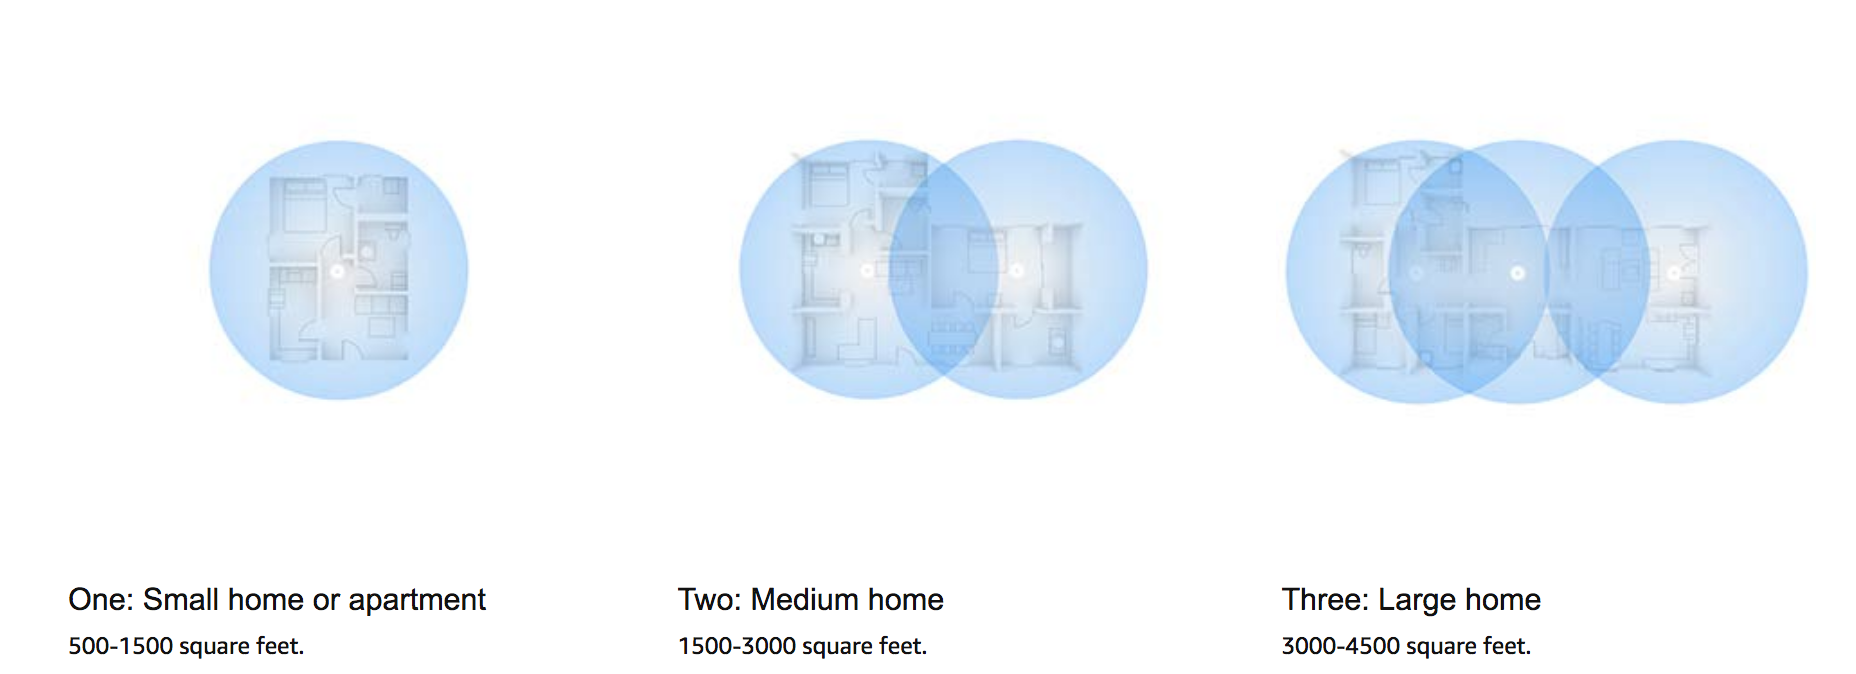 One: Small home or apartment
500-1500 square feet.
Two: Medium home
1500-3000 square feet.
Three: Large home
3000-4500 square feet.